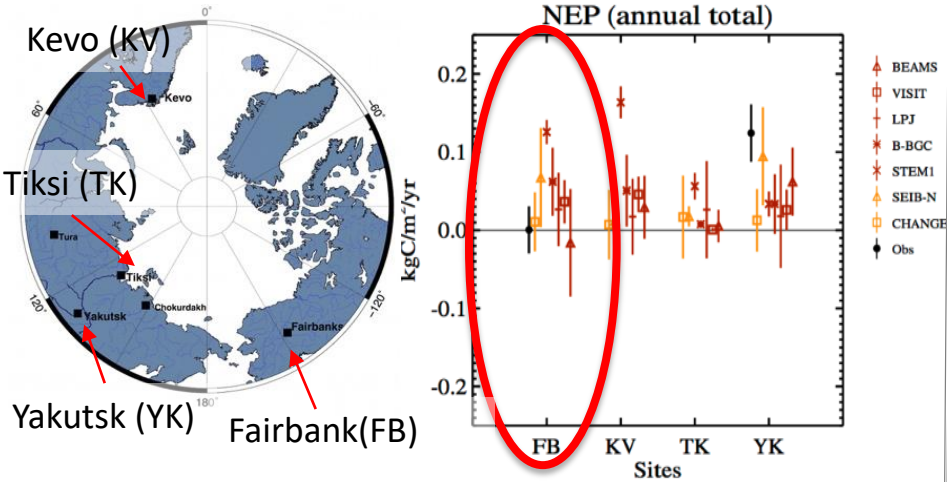 Kevo (KV)
Tiksi (TK)
Yakutsk (YK)
Fairbank(FB)
0°
60°
-60°
120°
-120°
180°
Kevo
Tura
Tiksi
Chokurdakh
Yakutsk
Fairbanks
NEP (annual total)
kgC/m²/yr
0.2
0.1
0.0
-0.1
-0.2
FB KV TK YK
Sites
BEAMS
VISIT
LPJ
B-BGC
STEM1
SEIB-N
CHANGE
Obs